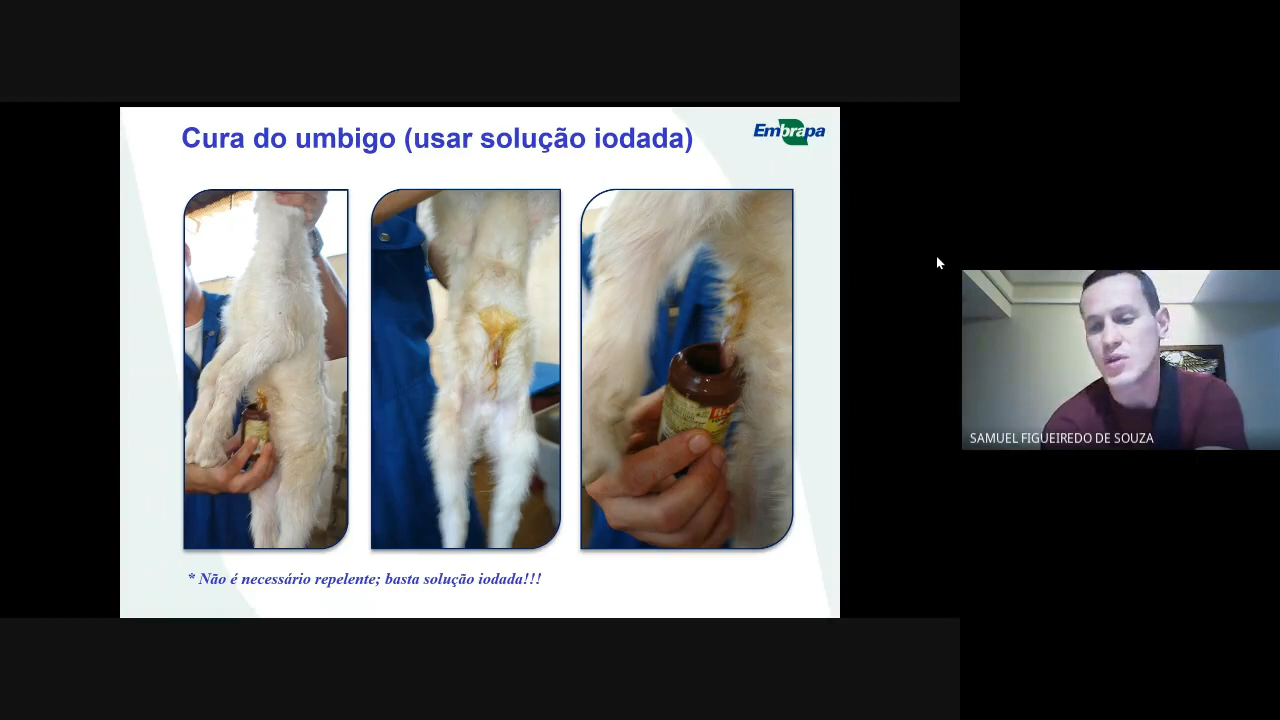 Cura do umbigo (usar solução iodada)
Embrapa
* Não é necessário repelente; basta solução iodada!!!
SAMUEL FIGUEIREDO DE SOUZA